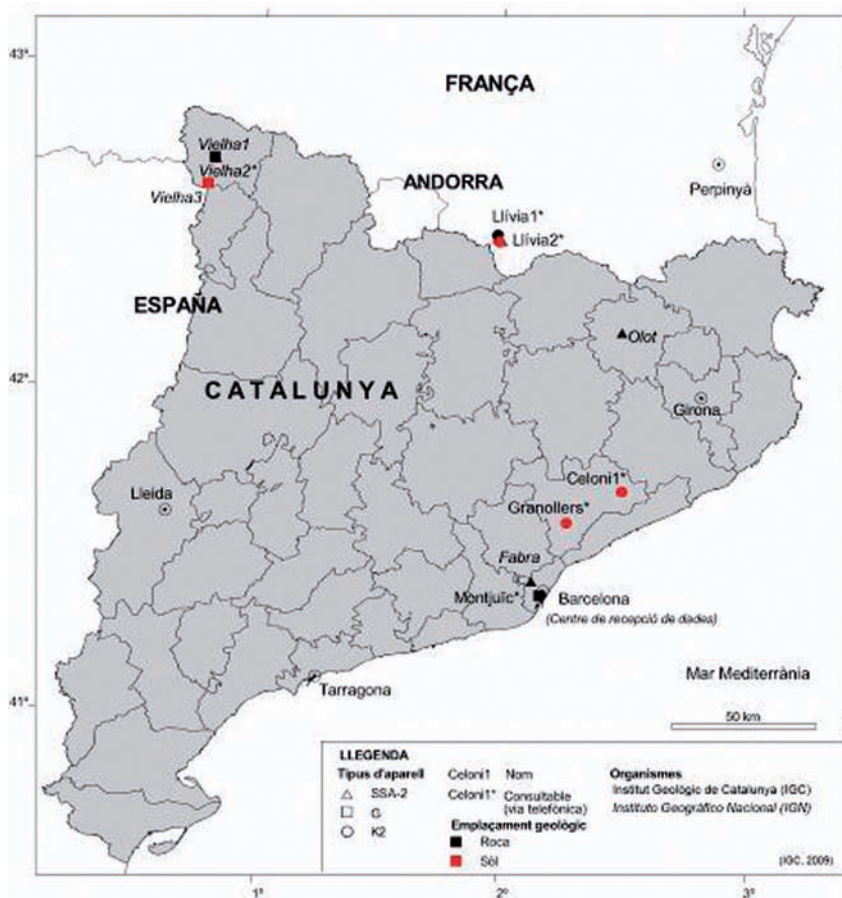 43°
FRANÇA
Vielha1
Vielha2*
Vielha3
ANDORRA
Perpinyà
Llívia1*
Llívia2*
ESPAÑA
Olot
42°
CATALUNYA
Girona
Celoni1*
Lleida
Granollers*
Fabra
Montjuïc*
Barcelona
(Centre de recepció de dades)
Mar Mediterrània
Tarragona
41°
50 km
LLEGENDA
Tipus d'aparell
SSA-2
G
K2
Celoni1 Nom
Celoni1* Consultable
(via telefònica)
Emplaçament geològic
Roca
Sòl
Organismes
Institut Geològic de Catalunya (IGC)
Instituto Geográfico Nacional (IGN)
(IGC, 2009)
1°
2°
3°